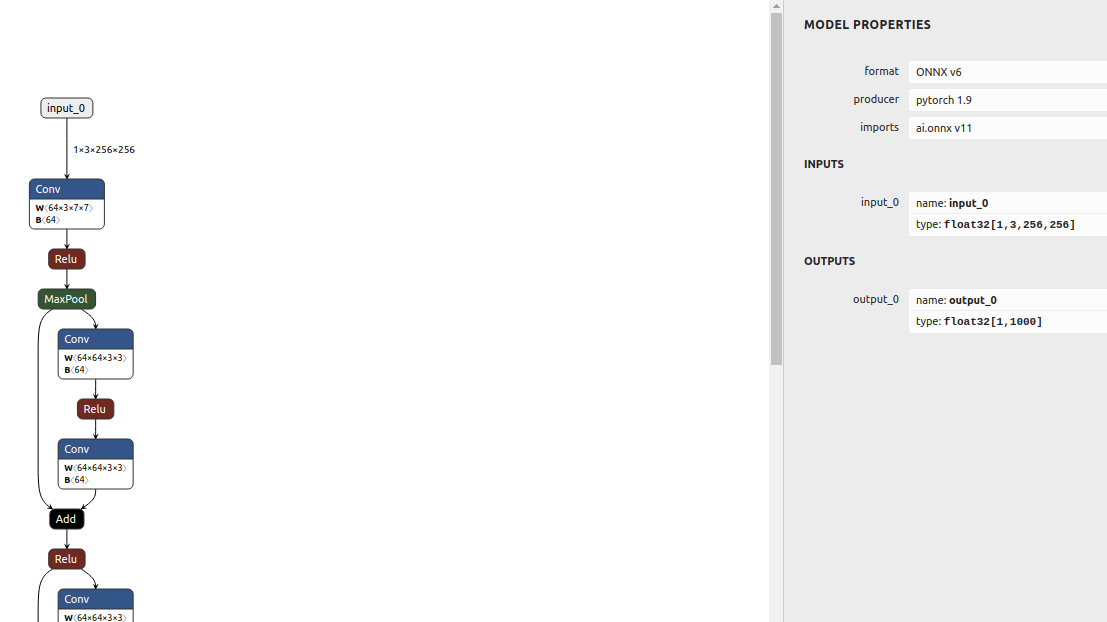 input_0
1×3×256×256
Conv
W⟨64×3×7×7⟩
B⟨64⟩
Relu
MaxPool
Conv
W⟨64×64×3×3⟩
B⟨64⟩
Relu
Conv
W⟨64×64×3×3⟩
B⟨64⟩
Add
Relu
Conv
W⟨64×64×3×3⟩
MODEL PROPERTIES
format ONNX v6
producer pytorch 1.9
imports ai.onnx v11
INPUTS
input_0 name: input_0
type: float32[1,3,256,256]
OUTPUTS
output_0 name: output_0
type: float32[1,1000]